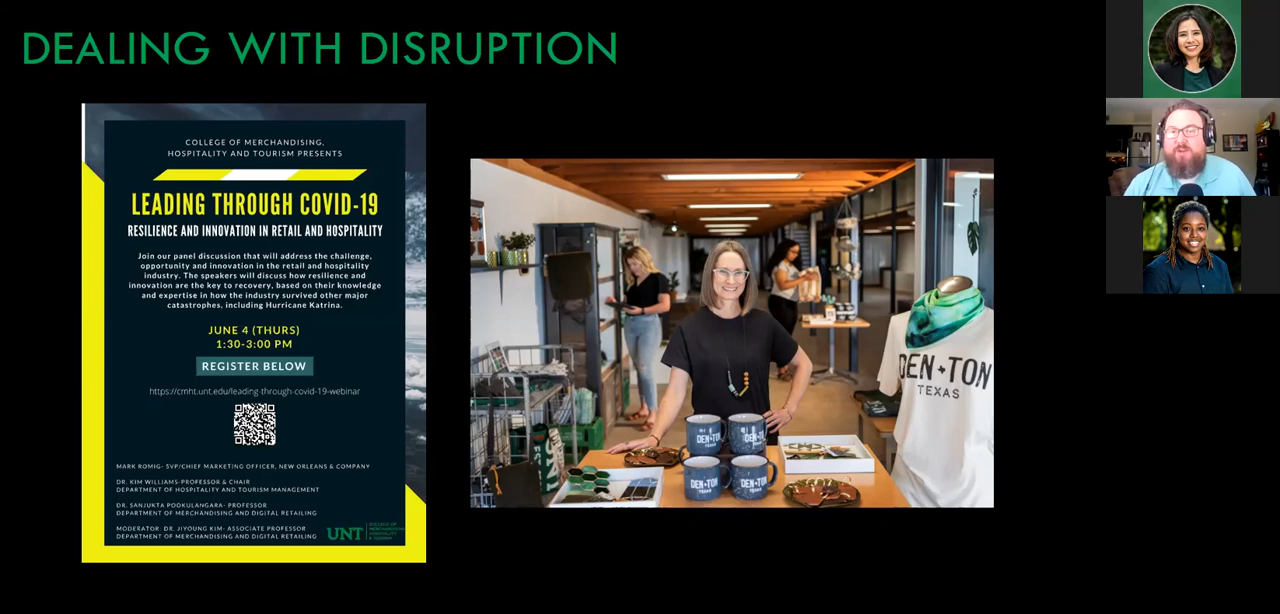 DEALING WITH DISRUPTION
COLLEGE OF MERCHANDISING,
HOSPITALITY AND TOURISM PRESENTS
LEADING THROUGH COVID-19
RESILIENCE AND INNOVATION IN RETAIL AND HOSPITALITY
Join our panel discussion that will address the challenge,
opportunity and innovation in the retail and hospitality
industry. The speakers will discuss how resilience and
innovation are the key to recovery, based on their knowledge
and expertise in how the industry survived other major
catastrophes, including Hurricane Katrina.
JUNE 4 (THURS)
1:30-3:00 PM
REGISTER BELOW
https://cmht.unt.edu/leading-through-covid-19-webinar
MARK ROMIG- SVP/CHIEF MARKETING OFFICER, NEW ORLEANS & COMPANY
DR. KIM WILLIAMS-PROFESSOR & CHAIR
DEPARTMENT OF HOSPITALITY AND TOURISM MANAGEMENT
DR. SANJUKTA POOKULANGARA- PROFESSOR
DEPARTMENT OF MERCHANDISING AND DIGITAL RETAILING
MODERATOR: DR. JIYOUNG KIM- ASSOCIATE PROFESSOR
DEPARTMENT OF MERCHANDISING AND DIGITAL RETAILING
UNT
COLLEGE OF
MERCHANDISING,
HOSPITALITY
& TOURISM
DEN+TON
TEXAS
DEN+TON
TEXAS
DEN+TON
TEXAS